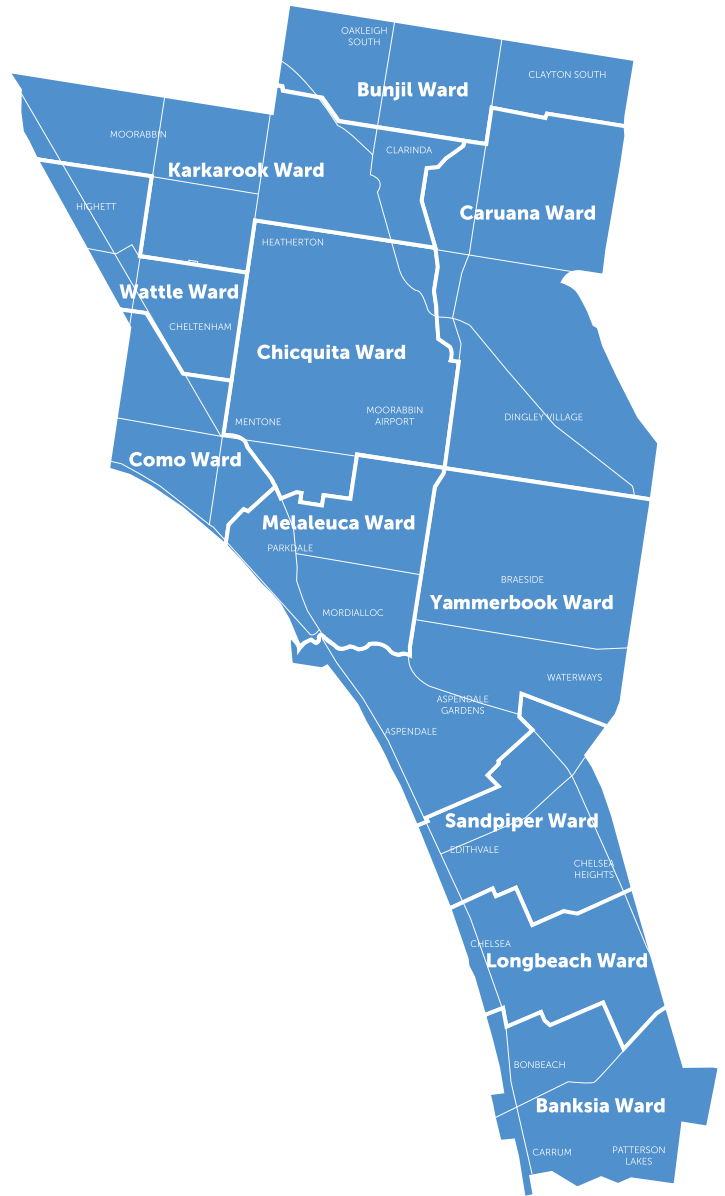 OAKLEIGH
SOUTH
CLAYTON SOUTH
Bunjil Ward
MOORABBIN
CLARINDA
Karkarook Ward
HIGHETT
Caruana Ward
HEATHERTON
Wattle Ward
CHELTENHAM
Chicquita Ward
MOORABBIN
AIRPORT
DINGLEY VILLAGE
MENTONE
Como Ward
Melaleuca Ward
PARKDALE
BRAESIDE
Yammerbook Ward
MORDIALLOC
WATERWAYS
ASPENDALE
GARDENS
ASPENDALE
Sandpiper Ward
EDITHVALE
CHELSEA
HEIGHTS
CHELSEA
Longbeach Ward
BONBEACH
Banksia Ward
CARRUM
PATTERSON
LAKES